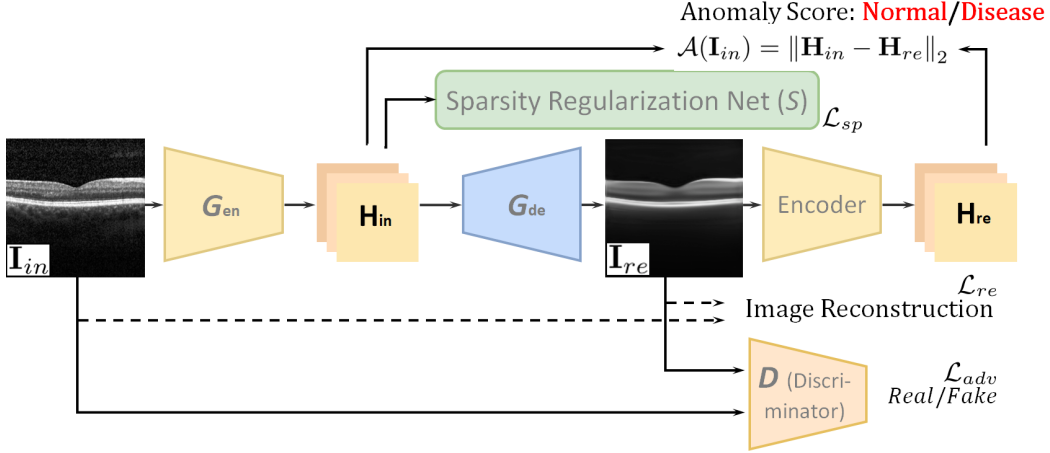 Anomaly Score: Normal/Disease
𝒜(I_in) = ‖H_in − H_re‖_2
Sparsity Regularization Net (S)
ℒ_sp
G_en
H_in
G_de
Encoder
H_re
I_in
I_re
ℒ_re
Image Reconstruction
D (Discri-
minator)
ℒ_adv
Real/Fake